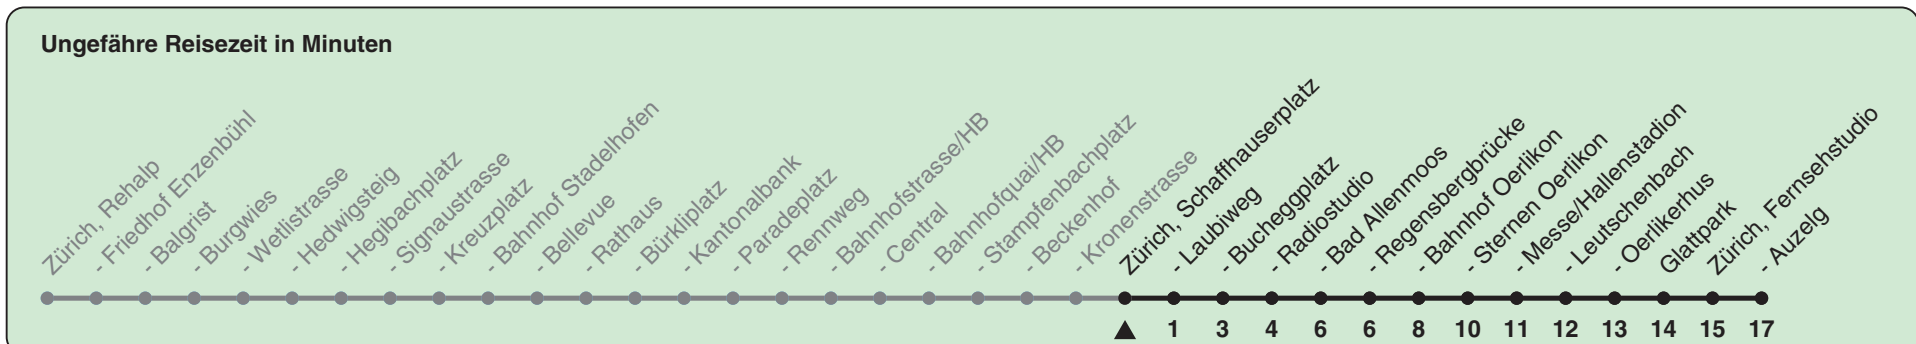 Ungefähre Reisezeit in Minuten
Zürich, Rehalp
- Friedhof Enzenbühl
- Balgrist
- Burgwies
- Wetlistrasse
- Hedwigsteig
- Hegibachplatz
- Signaustrasse
- Kreuzplatz
- Bahnhof Stadelhofen
- Bellevue
- Rathaus
- Bürkliplatz
- Kantonalbank
- Paradeplatz
- Rennweg
- Bahnhofstrasse/HB
- Central
- Bahnhofquai/HB
- Stampfenbachplatz
- Beckenhof
- Kronenstrasse
Zürich, Schaffhauserplatz
- Laubiweg
- Bucheggplatz
- Radiostudio
- Bad Allenmoos
- Regensbergbrücke
- Bahnhof Oerlikon
- Sternen Oerlikon
- Messe/Hallenstadion
- Leutschenbach
- Oerlikerhus
Glattpark
Zürich, Fernsehstudio
- Auzelg
1 3 4 6 6 8 10 11 12 13 14 15 17